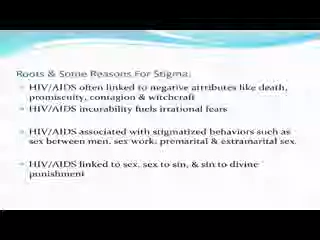 Roots & Some Reasons For Stigma:
HIV/AIDS often linked to negative attributes like death,
promiscuity, contagion & witchcraft
HIV/AIDS incurability fuels irrational fears
HIV/AIDS associated with stigmatized behaviors such as
sex between men, sex work, premarital & extramarital sex.
HIV/AIDS linked to sex, sex to sin, & sin to divine
punishment